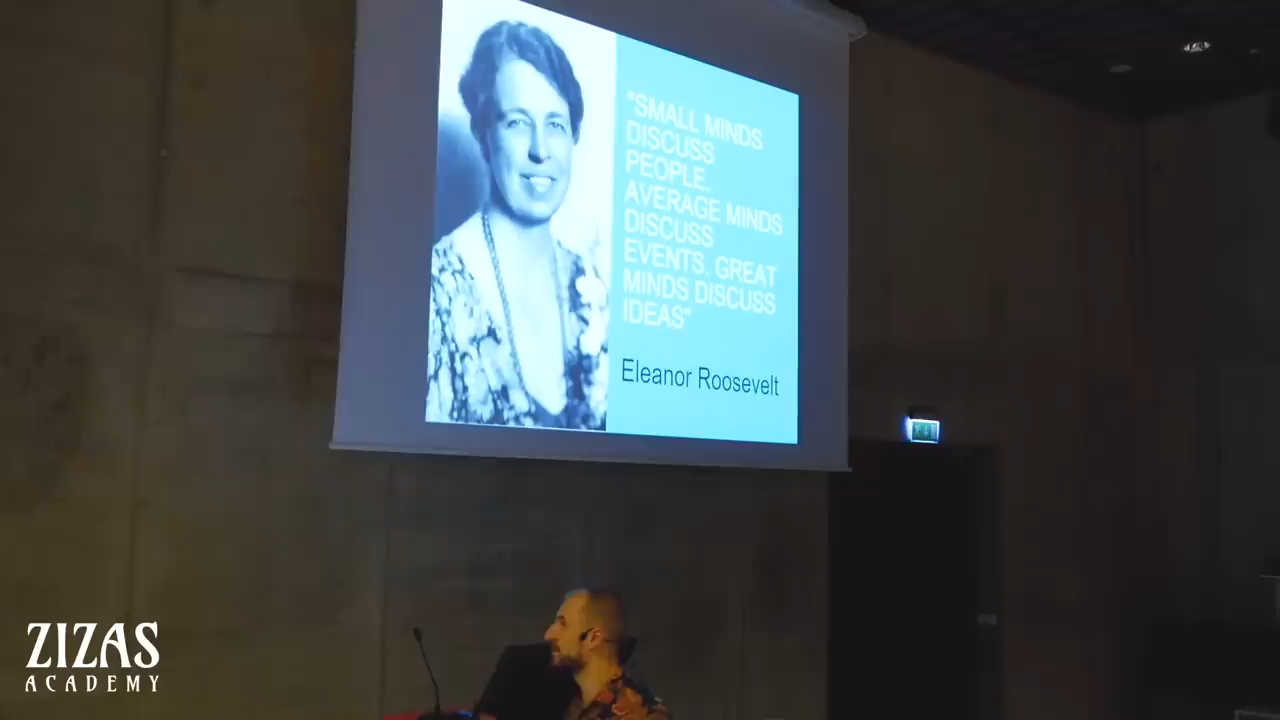 "SMALL MINDS
DISCUSS
PEOPLE.
AVERAGE MINDS
DISCUSS
EVENTS. GREAT
MINDS DISCUSS
IDEAS"
Eleanor Roosevelt
ZIZAS
ACADEMY